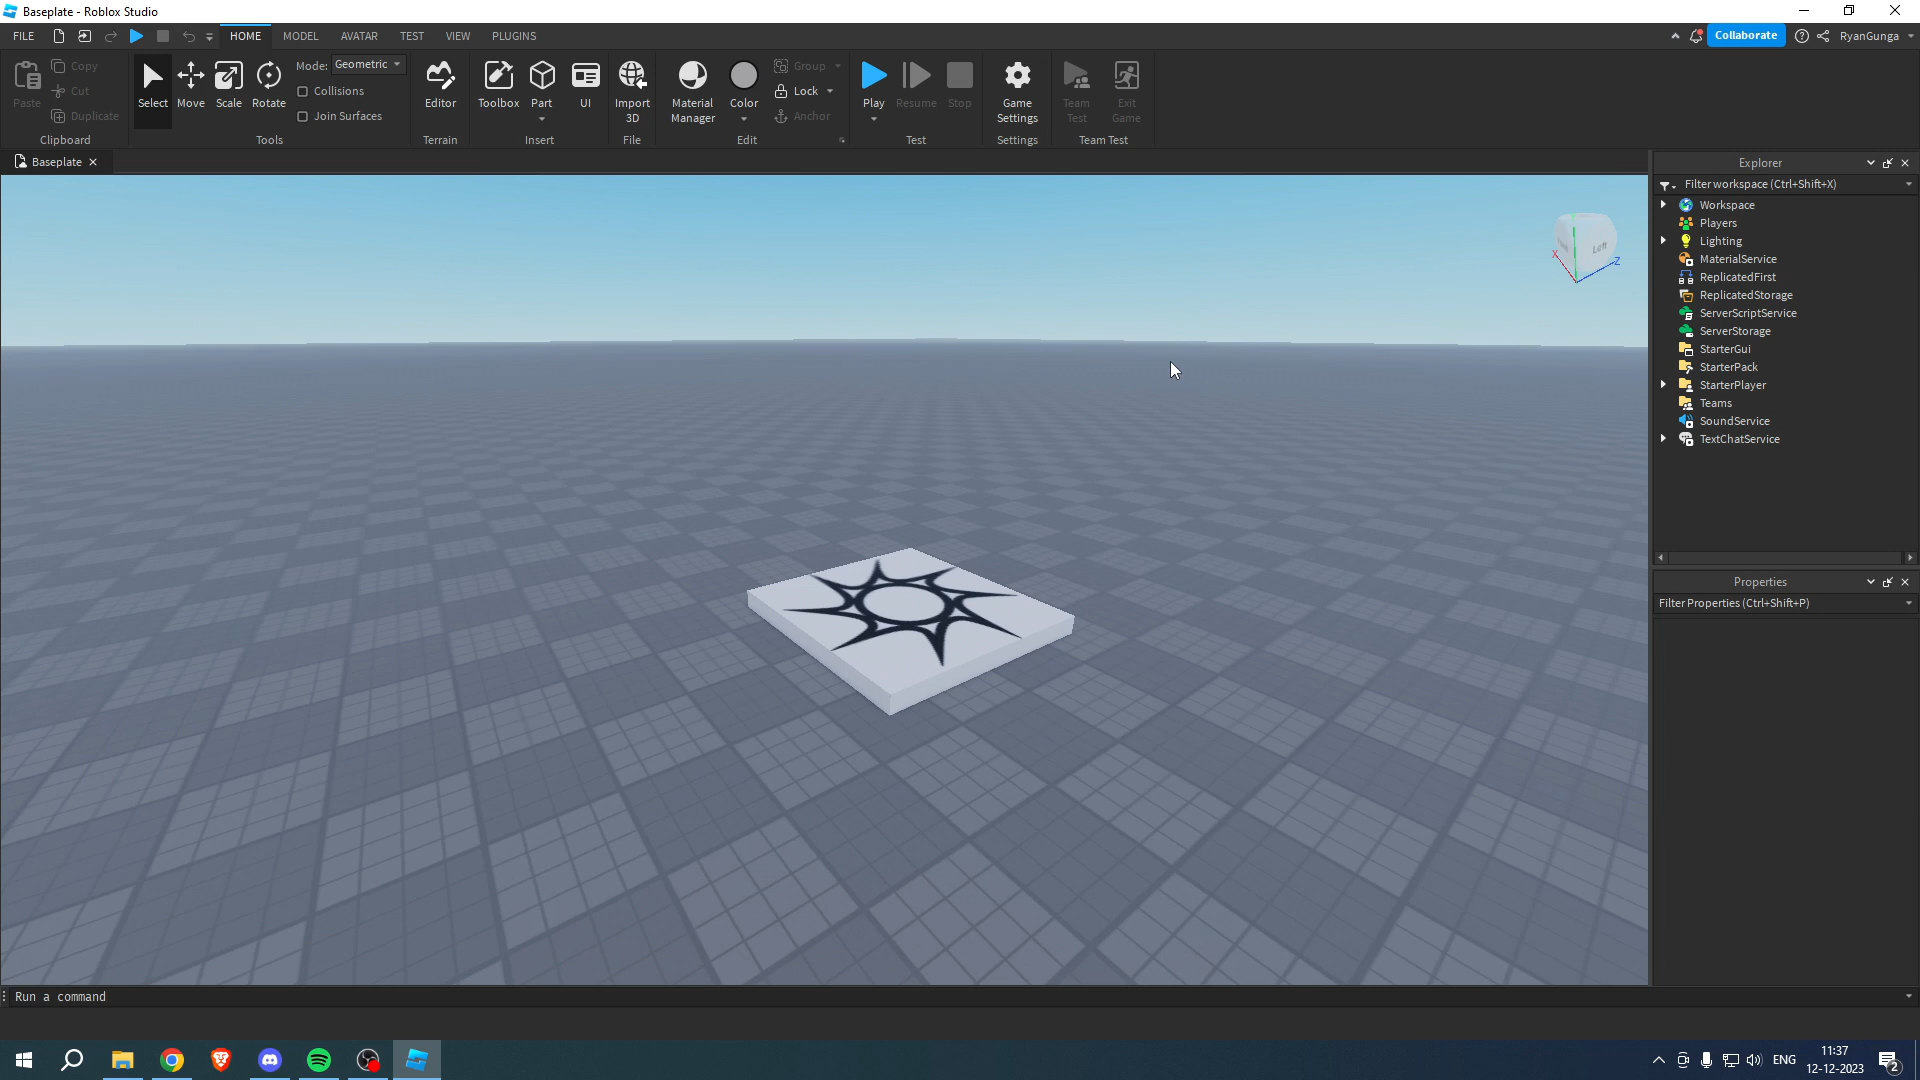 Baseplate - Roblox Studio
FILE HOME MODEL AVATAR TEST VIEW PLUGINS Collaborate RyanGunga
Paste
Copy
Cut
Duplicate
Clipboard
Select
Move
Scale
Rotate
Mode: Geometric
Collisions
Join Surfaces
Tools
Editor
Terrain
Toolbox
Part
UI
Insert
Import
3D
File
Material
Manager
Color
Group
Lock
Anchor
Edit
Play
Resume
Stop
Test
Game
Settings
Settings
Team
Test
Exit
Game
Team Test
Baseplate
Left
X
Z
Explorer
Filter workspace (Ctrl+Shift+X)
Workspace
Players
Lighting
MaterialService
ReplicatedFirst
ReplicatedStorage
ServerScriptService
ServerStorage
StarterGui
StarterPack
StarterPlayer
Teams
SoundService
TextChatService
Properties
Filter Properties (Ctrl+Shift+P)
Run a command
ENG
11:37
12-12-2023
2